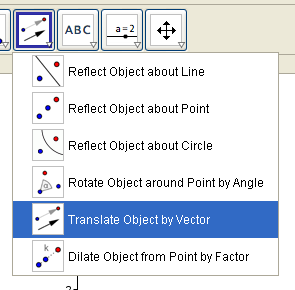 ABC
a=2
Reflect Object about Line
Reflect Object about Point
Reflect Object about Circle
α
Rotate Object around Point by Angle
Translate Object by Vector
k
Dilate Object from Point by Factor